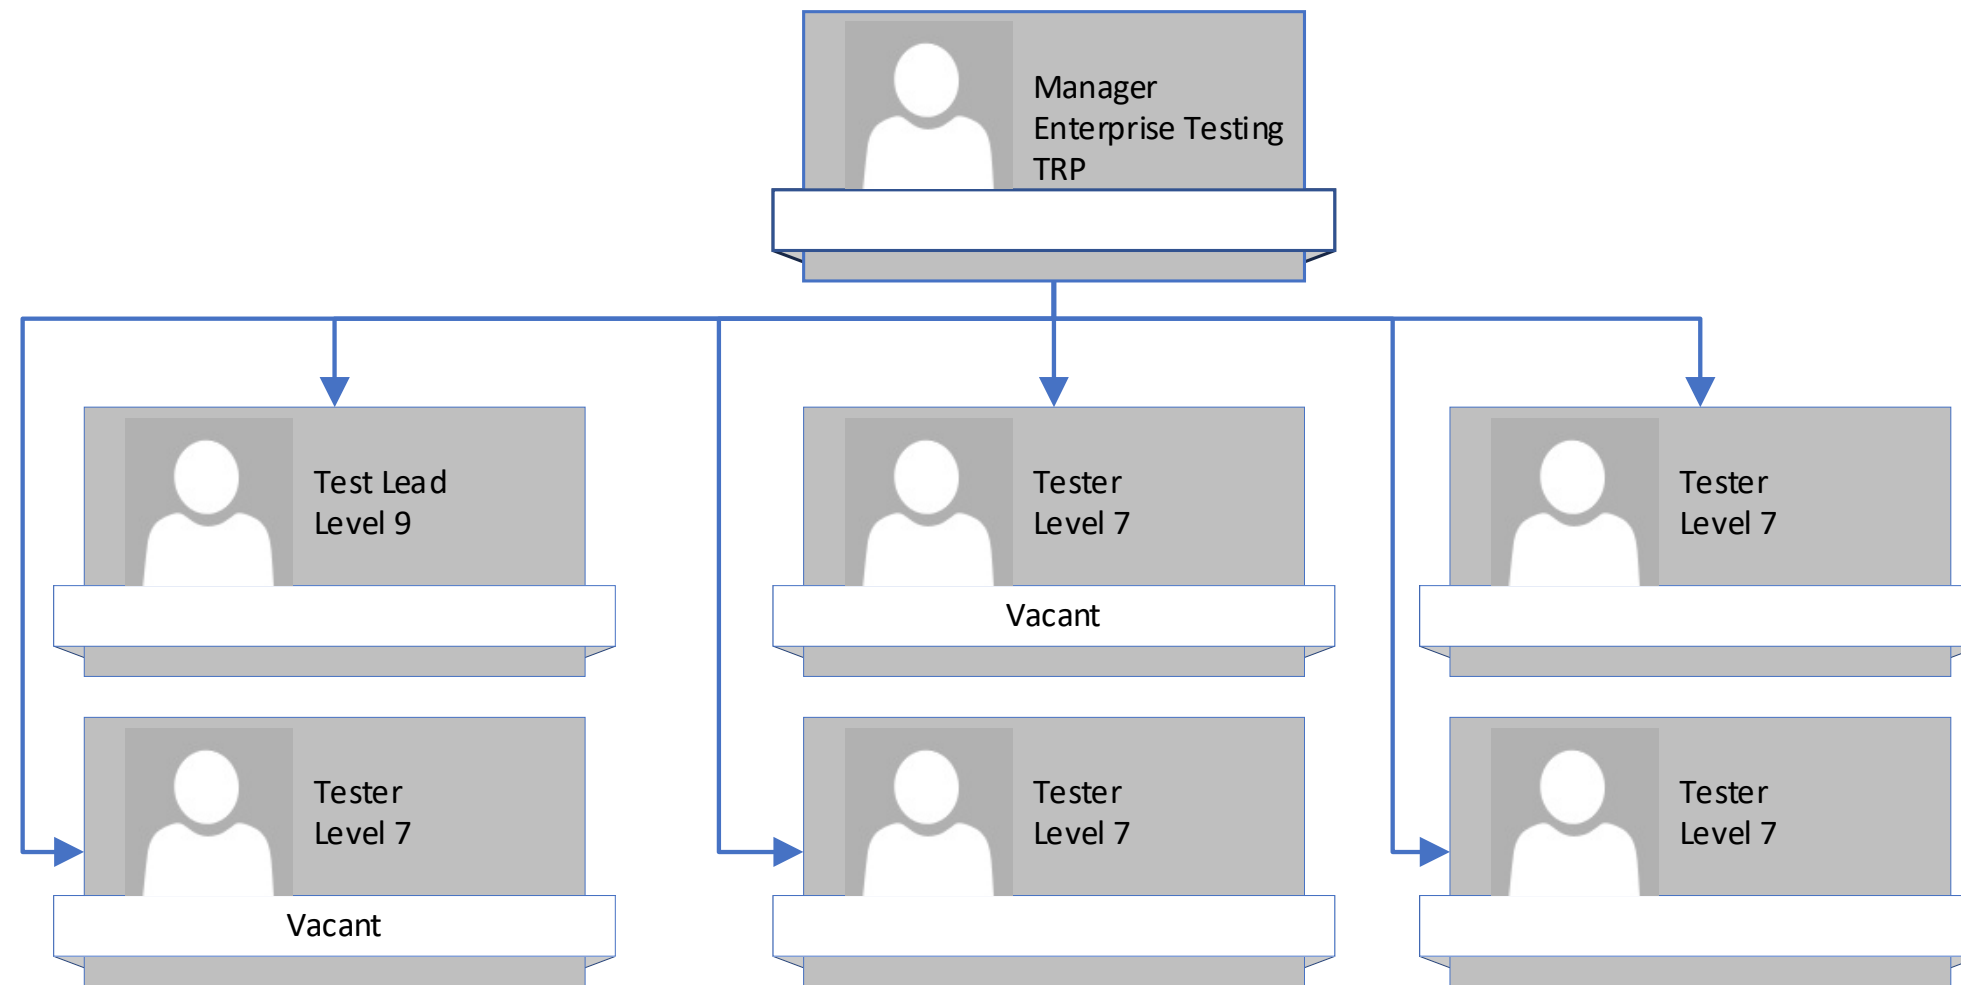 Manager
Enterprise Testing
TRP
Test Lead
Level 9
Tester
Level 7
Vacant
Tester
Level 7
Tester
Level 7
Vacant
Tester
Level 7
Tester
Level 7